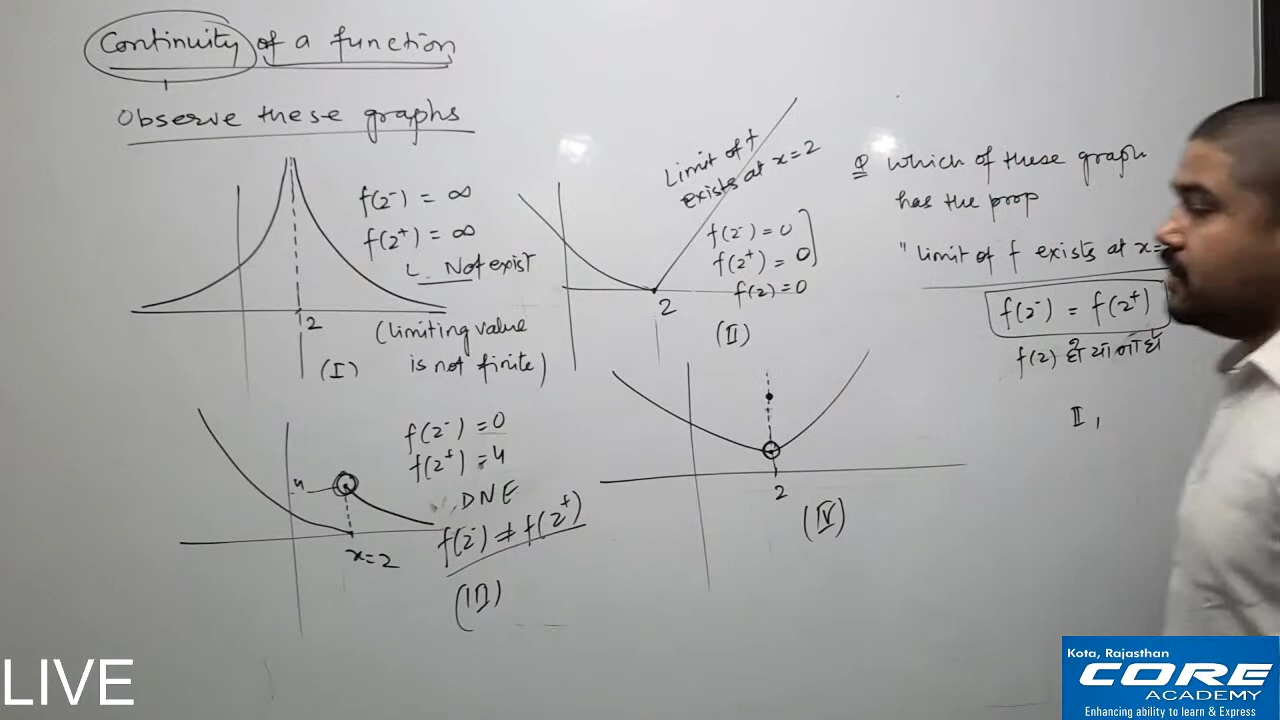 Continuity of a function
Observe these graphs
f(2⁻) = ∞
f(2⁺) = ∞
Not exist
(limiting value
is not finite)
2
(I)
Limit of f
exists at x=2
f(2⁻) = 0
f(2⁺) = 0
f(2) = 0
2
(II)
f(2⁻) = 0
f(2⁺) = 4
DNE
f(2⁻) ≠ f(2⁺)
4
x=2
(III)
2
(IV)
Q Which of these graph
has the prop
"Limit of f exists at x=
f(2⁻) = f(2⁺)
f(2) हो या ना हो
II,
LIVE
Kota, Rajasthan
CORE
ACADEMY
Enhancing ability to learn & Express